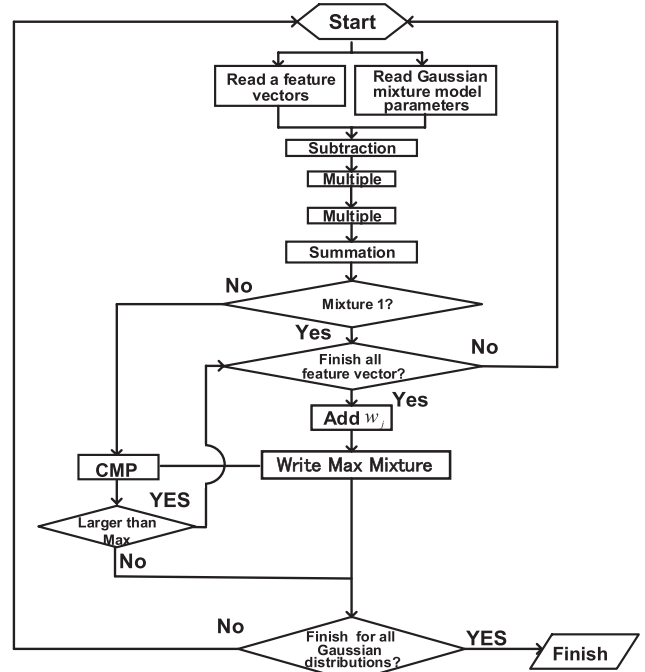 Start
Read a feature
vectors
Read Gaussian
mixture model
parameters
Subtraction
Multiple
Multiple
Summation
No
Mixture 1?
Yes
No
Finish all
feature vector?
Yes
Add wj
CMP
Write Max Mixture
YES
Larger than
Max
No
No
Finish for all
Gaussian
distributions?
YES
Finish